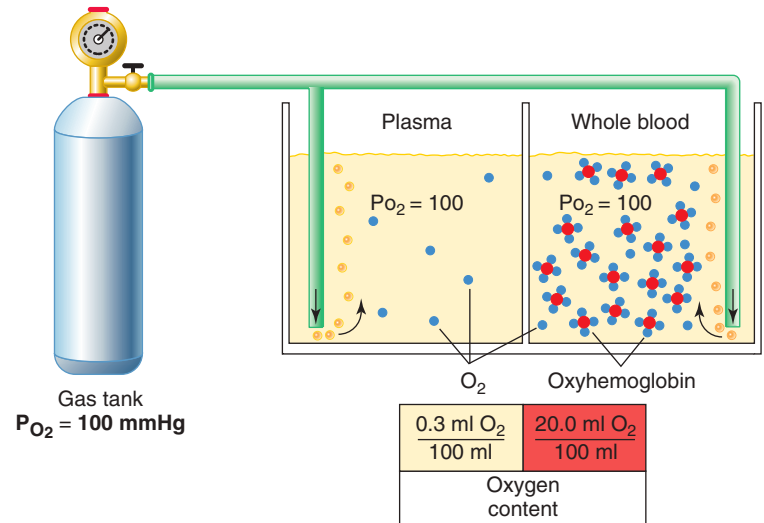 Plasma
Whole blood
Po₂ = 100
Po₂ = 100
O₂
Oxyhemoglobin
Gas tank
P_O₂ = 100 mmHg
0.3 ml O₂
100 ml
20.0 ml O₂
100 ml
Oxygen
content